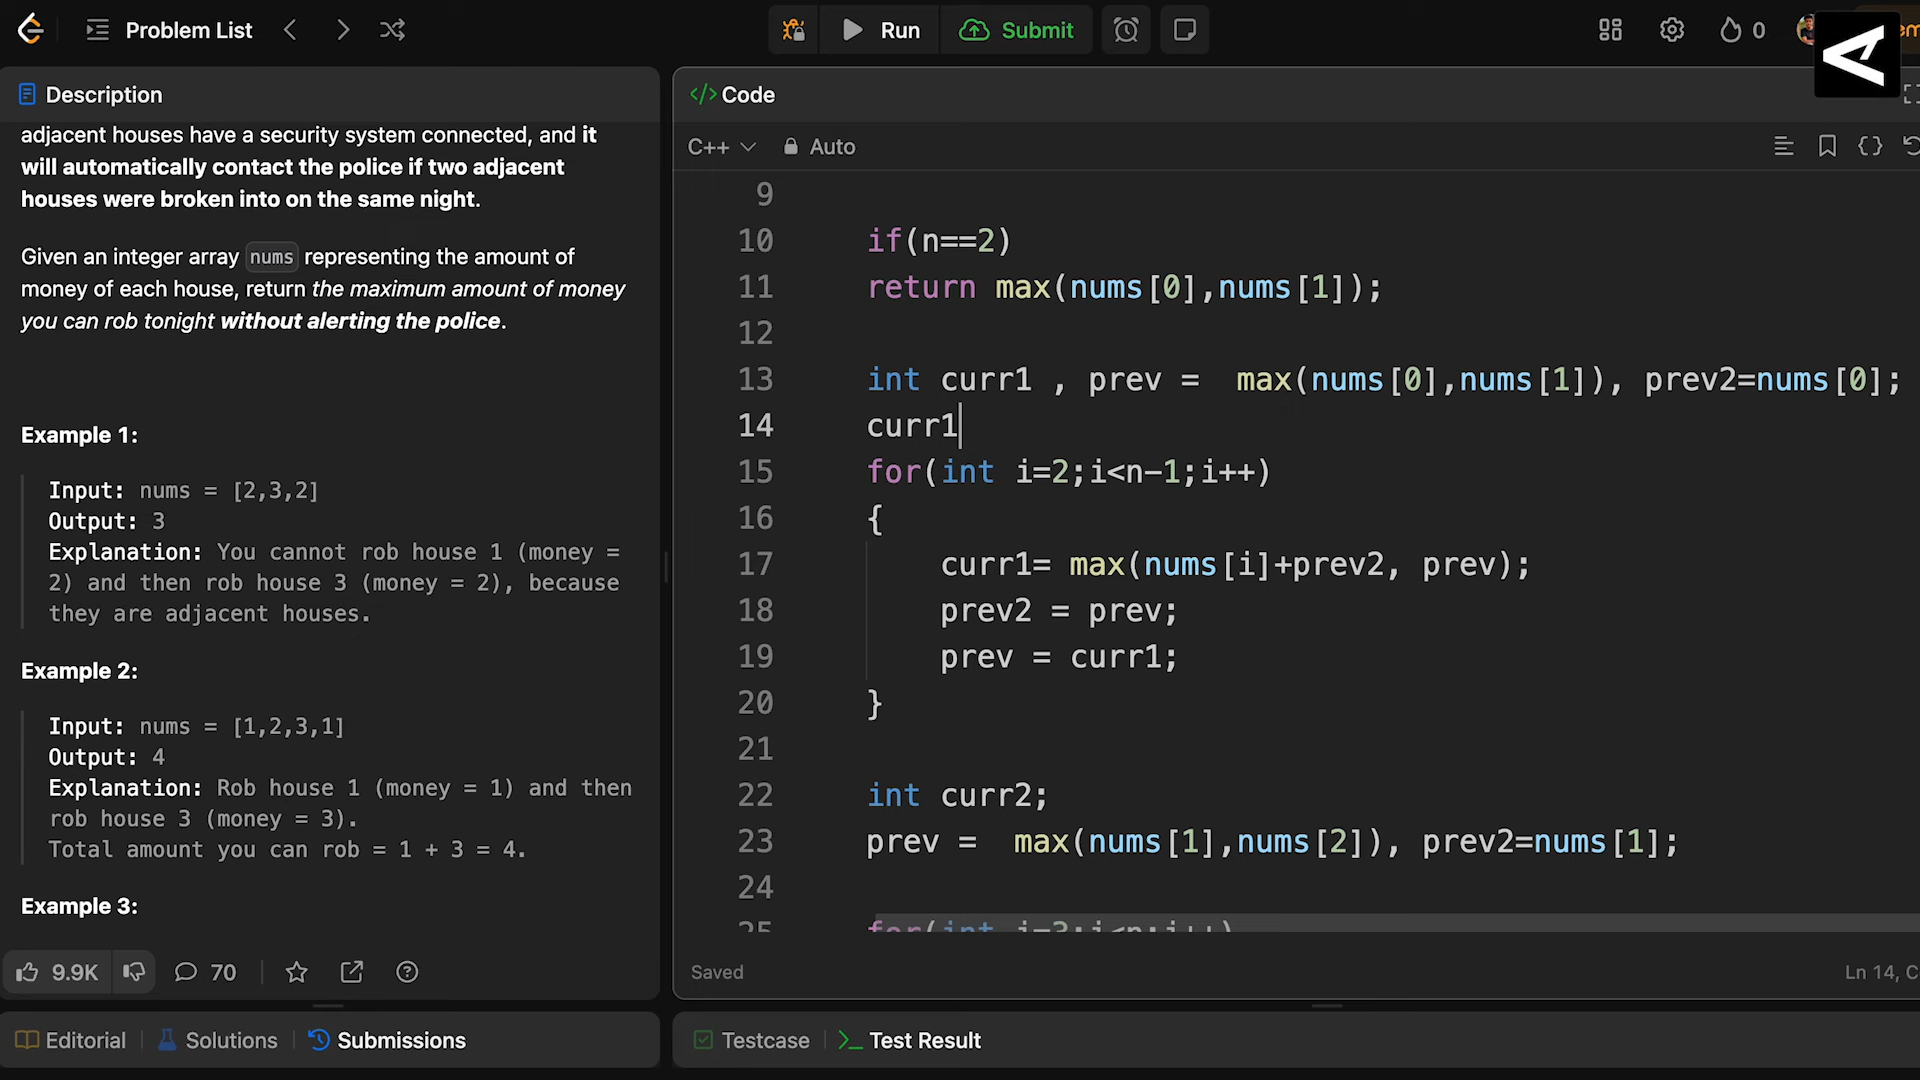 Problem List
Run
Submit
0
Description
adjacent houses have a security system connected, and it
will automatically contact the police if two adjacent
houses were broken into on the same night.
Given an integer array nums representing the amount of
money of each house, return the maximum amount of money
you can rob tonight without alerting the police.
Example 1:
Input: nums = [2,3,2]
Output: 3
Explanation: You cannot rob house 1 (money =
2) and then rob house 3 (money = 2), because
they are adjacent houses.
Example 2:
Input: nums = [1,2,3,1]
Output: 4
Explanation: Rob house 1 (money = 1) and then
rob house 3 (money = 3).
Total amount you can rob = 1 + 3 = 4.
Example 3:
9.9K
70
Editorial
Solutions
Submissions
</> Code
C++
Auto
9
10 if(n==2)
11 return max(nums[0],nums[1]);
12
13 int curr1 , prev =  max(nums[0],nums[1]), prev2=nums[0];
14 curr1
15 for(int i=2;i<n-1;i++)
16 {
17 curr1= max(nums[i]+prev2, prev);
18 prev2 = prev;
19 prev = curr1;
20 }
21
22 int curr2;
23 prev =  max(nums[1],nums[2]), prev2=nums[1];
24
25 for(int i=3;i<n;i++)
Saved
Ln 14, C
Testcase
Test Result